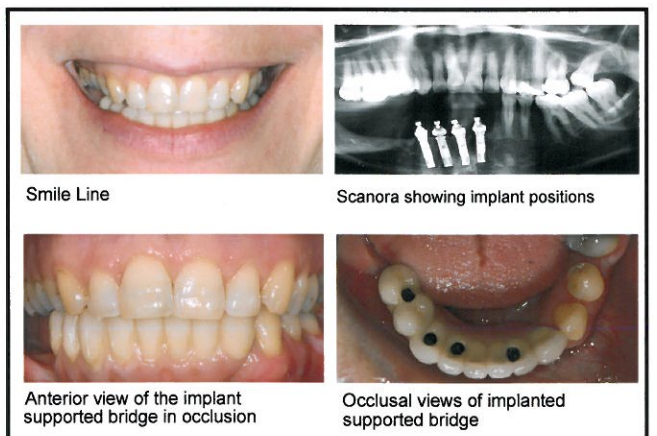 Smile Line
Scanora showing implant positions
Anterior view of the implant
supported bridge in occlusion
Occlusal views of implanted
supported bridge